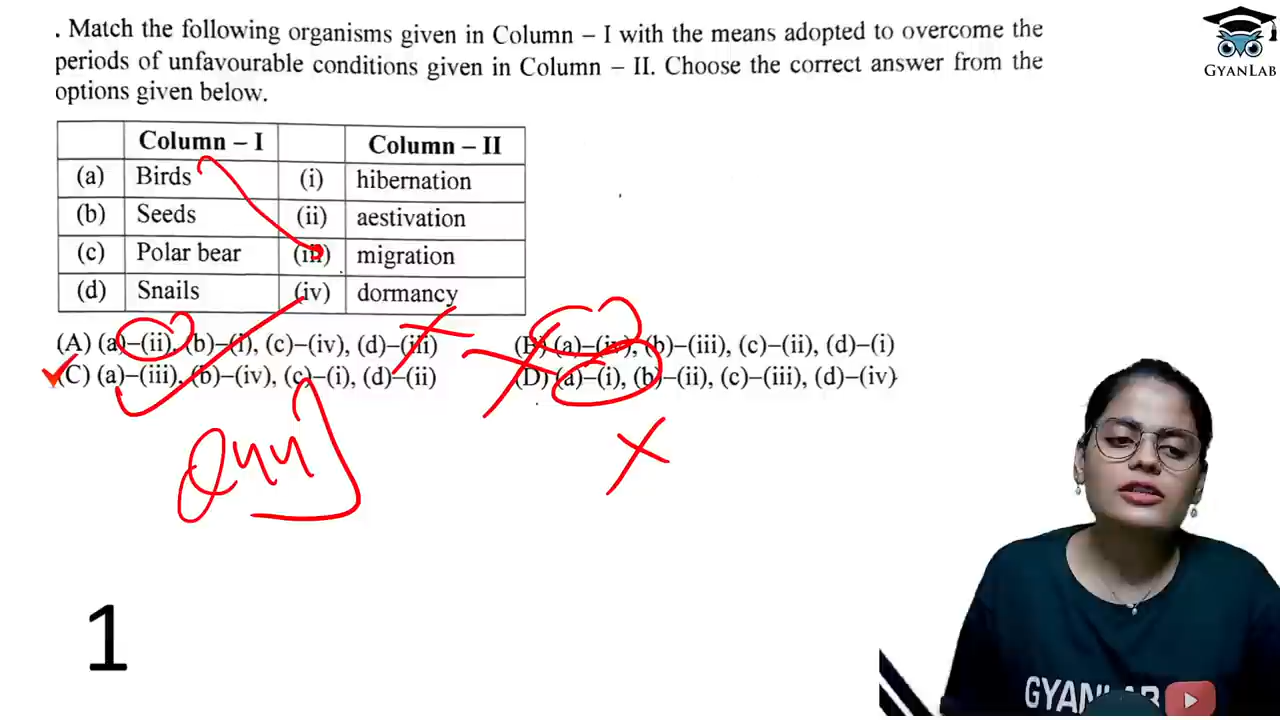 . Match the following organisms given in Column – I with the means adopted to overcome the
periods of unfavourable conditions given in Column – II. Choose the correct answer from the
options given below.
Column – I Column – II
(a) Birds (i) hibernation
(b) Seeds (ii) aestivation
(c) Polar bear (iii) migration
(d) Snails (iv) dormancy
(A) (a)–(ii), (b)–(i), (c)–(iv), (d)–(iii)
(B) (a)–(iv), (b)–(iii), (c)–(ii), (d)–(i)
(C) (a)–(iii), (b)–(iv), (c)–(i), (d)–(ii)
(D) (a)–(i), (b)–(ii), (c)–(iii), (d)–(iv)
1
GYANLAB
GYANLAB